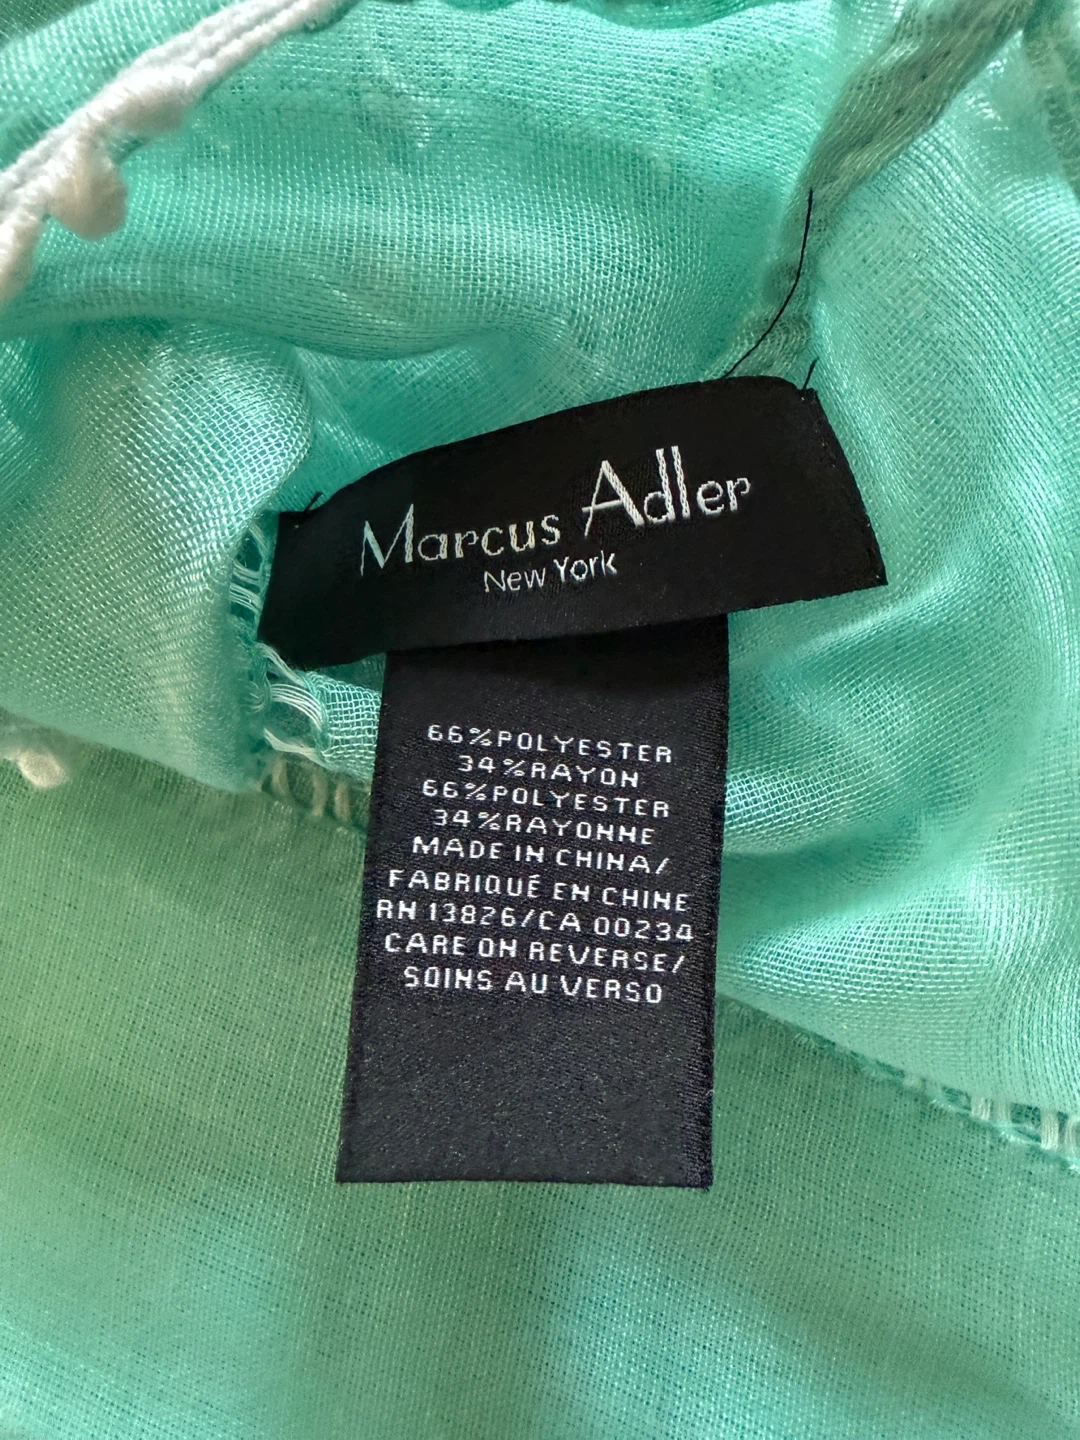 Marcus Adler
New York
66%POLYESTER
34%RAYON
66%POLYESTER
34%RAYONNE
MADE IN CHINA/
FABRIQUÉ EN CHINE
RN 13826/CA 00234
CARE ON REVERSE/
SOINS AU VERSO